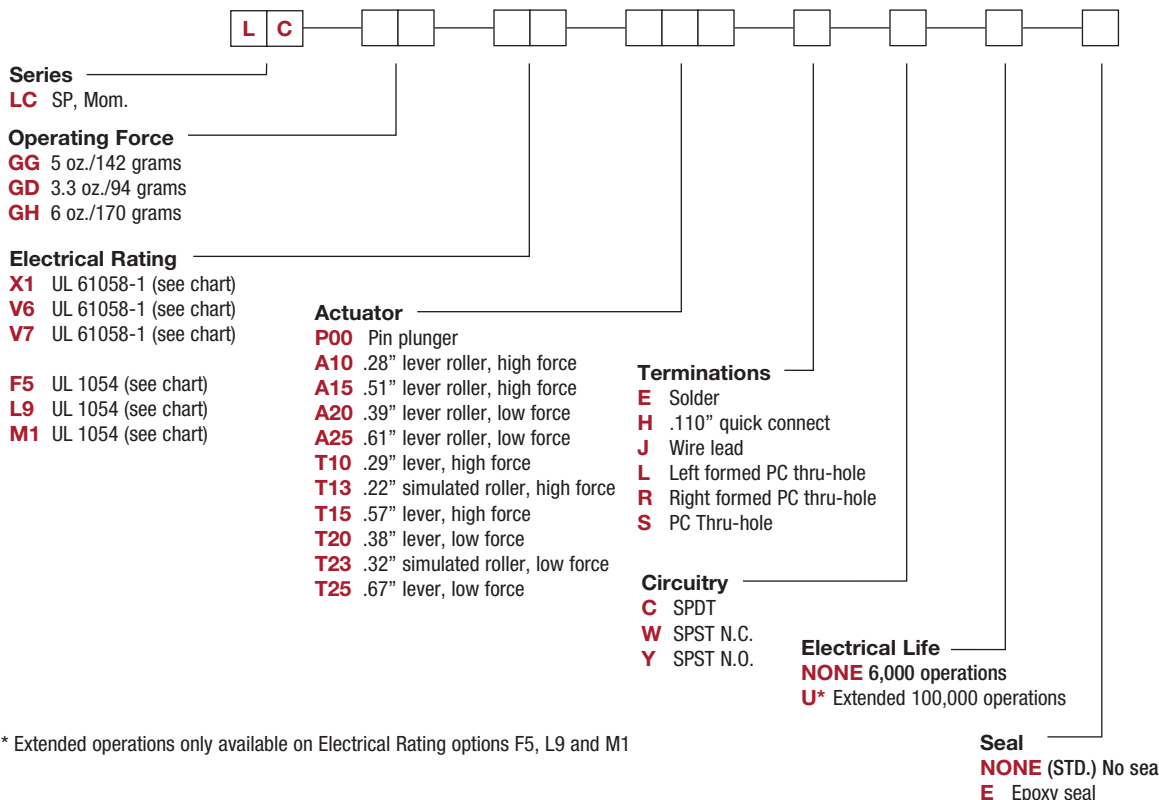 L C
Series
LC SP, Mom.
Operating Force
GG 5 oz./142 grams
GD 3.3 oz./94 grams
GH 6 oz./170 grams
Electrical Rating
X1 UL 61058-1 (see chart)
V6 UL 61058-1 (see chart)
V7 UL 61058-1 (see chart)
F5 UL 1054 (see chart)
L9 UL 1054 (see chart)
M1 UL 1054 (see chart)
Actuator
P00 Pin plunger
A10 .28” lever roller, high force
A15 .51” lever roller, high force
A20 .39” lever roller, low force
A25 .61” lever roller, low force
T10 .29” lever, high force
T13 .22” simulated roller, high force
T15 .57” lever, high force
T20 .38” lever, low force
T23 .32” simulated roller, low force
T25 .67” lever, low force
Terminations
E Solder
H .110” quick connect
J Wire lead
L Left formed PC thru-hole
R Right formed PC thru-hole
S PC Thru-hole
Circuitry
C SPDT
W SPST N.C.
Y SPST N.O.
Electrical Life
NONE 6,000 operations
U* Extended 100,000 operations
* Extended operations only available on Electrical Rating options F5, L9 and M1
Seal
NONE (STD.) No sea
E Epoxy seal